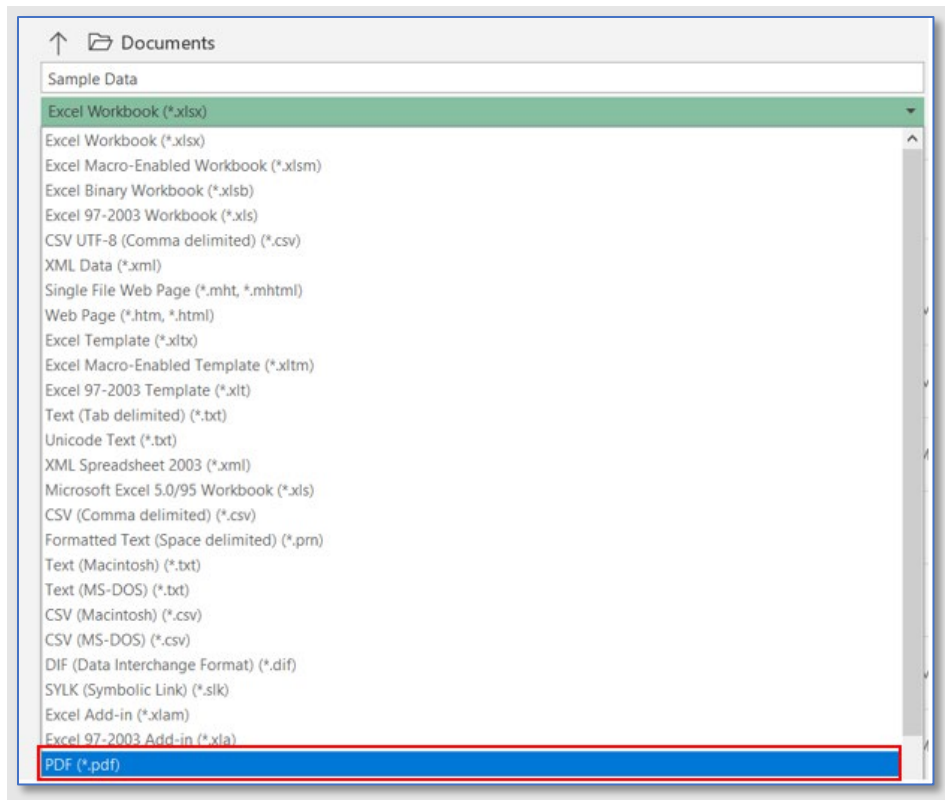 Documents
Sample Data
Excel Workbook (*.xlsx)
Excel Workbook (*.xlsx)
Excel Macro-Enabled Workbook (*.xlsm)
Excel Binary Workbook (*.xlsb)
Excel 97-2003 Workbook (*.xls)
CSV UTF-8 (Comma delimited) (*.csv)
XML Data (*.xml)
Single File Web Page (*.mht, *.mhtml)
Web Page (*.htm, *.html)
Excel Template (*.xltx)
Excel Macro-Enabled Template (*.xltm)
Excel 97-2003 Template (*.xlt)
Text (Tab delimited) (*.txt)
Unicode Text (*.txt)
XML Spreadsheet 2003 (*.xml)
Microsoft Excel 5.0/95 Workbook (*.xls)
CSV (Comma delimited) (*.csv)
Formatted Text (Space delimited) (*.prn)
Text (Macintosh) (*.txt)
Text (MS-DOS) (*.txt)
CSV (Macintosh) (*.csv)
CSV (MS-DOS) (*.csv)
DIF (Data Interchange Format) (*.dif)
SYLK (Symbolic Link) (*.slk)
Excel Add-in (*.xlam)
Excel 97-2003 Add-in (*.xla)
PDF (*.pdf)